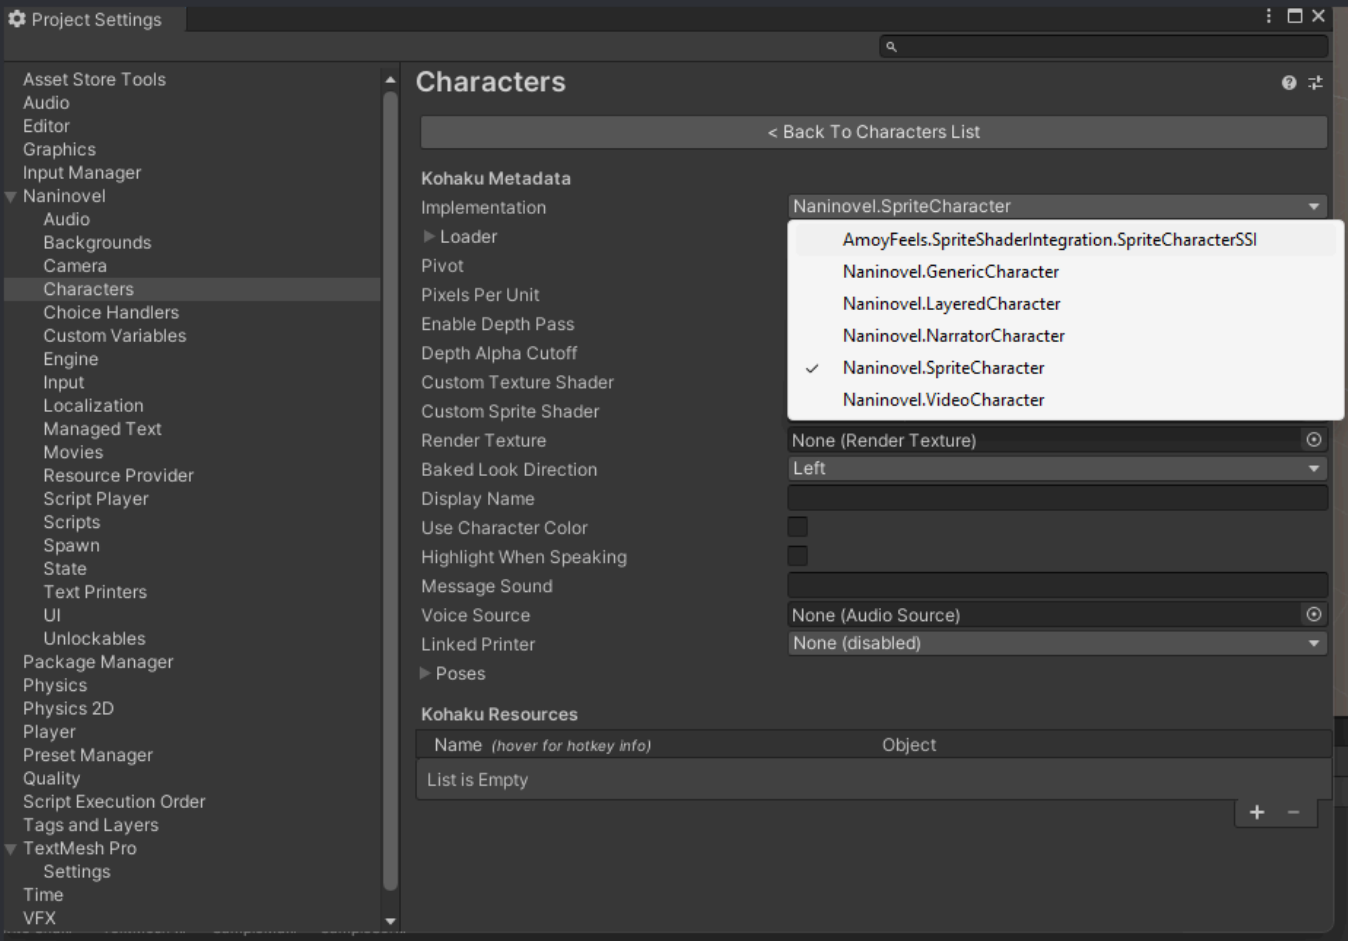 Project Settings
Asset Store Tools
Audio
Editor
Graphics
Input Manager
Naninovel
Audio
Backgrounds
Camera
Characters
Choice Handlers
Custom Variables
Engine
Input
Localization
Managed Text
Movies
Resource Provider
Script Player
Scripts
Spawn
State
Text Printers
UI
Unlockables
Package Manager
Physics
Physics 2D
Player
Preset Manager
Quality
Script Execution Order
Tags and Layers
TextMesh Pro
Settings
Time
VFX
Characters
< Back To Characters List
Kohaku Metadata
Implementation Naninovel.SpriteCharacter
AmoyFeels.SpriteShaderIntegration.SpriteCharacterSSI
Naninovel.GenericCharacter
Naninovel.LayeredCharacter
Naninovel.NarratorCharacter
Naninovel.SpriteCharacter
Naninovel.VideoCharacter
Loader
Pivot
Pixels Per Unit
Enable Depth Pass
Depth Alpha Cutoff
Custom Texture Shader
Custom Sprite Shader
Render Texture None (Render Texture)
Baked Look Direction Left
Display Name
Use Character Color
Highlight When Speaking
Message Sound
Voice Source None (Audio Source)
Linked Printer None (disabled)
Poses
Kohaku Resources
Name (hover for hotkey info) Object
List is Empty